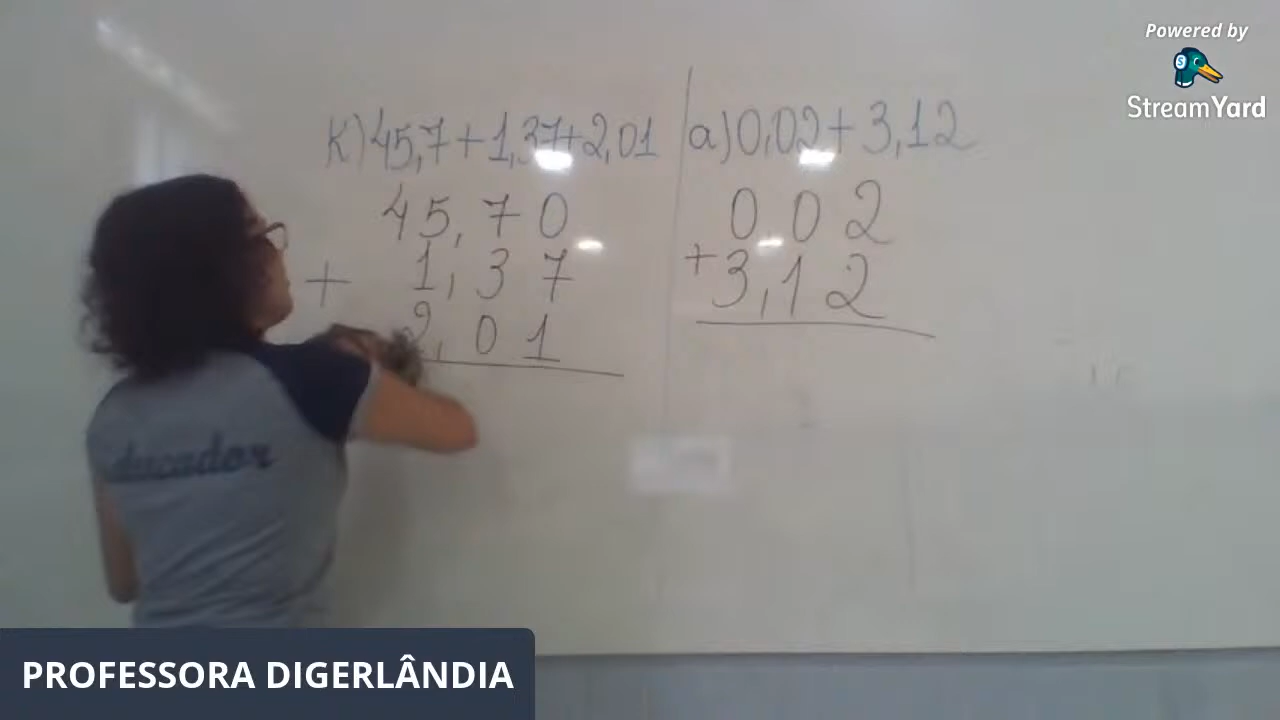 Powered by
StreamYard
K) 45,7 + 1,37 + 2,01
45,70
+ 1,37
2,01
a) 0,02 + 3,12
0,02
+ 3,12
Educador
PROFESSORA DIGERLÂNDIA